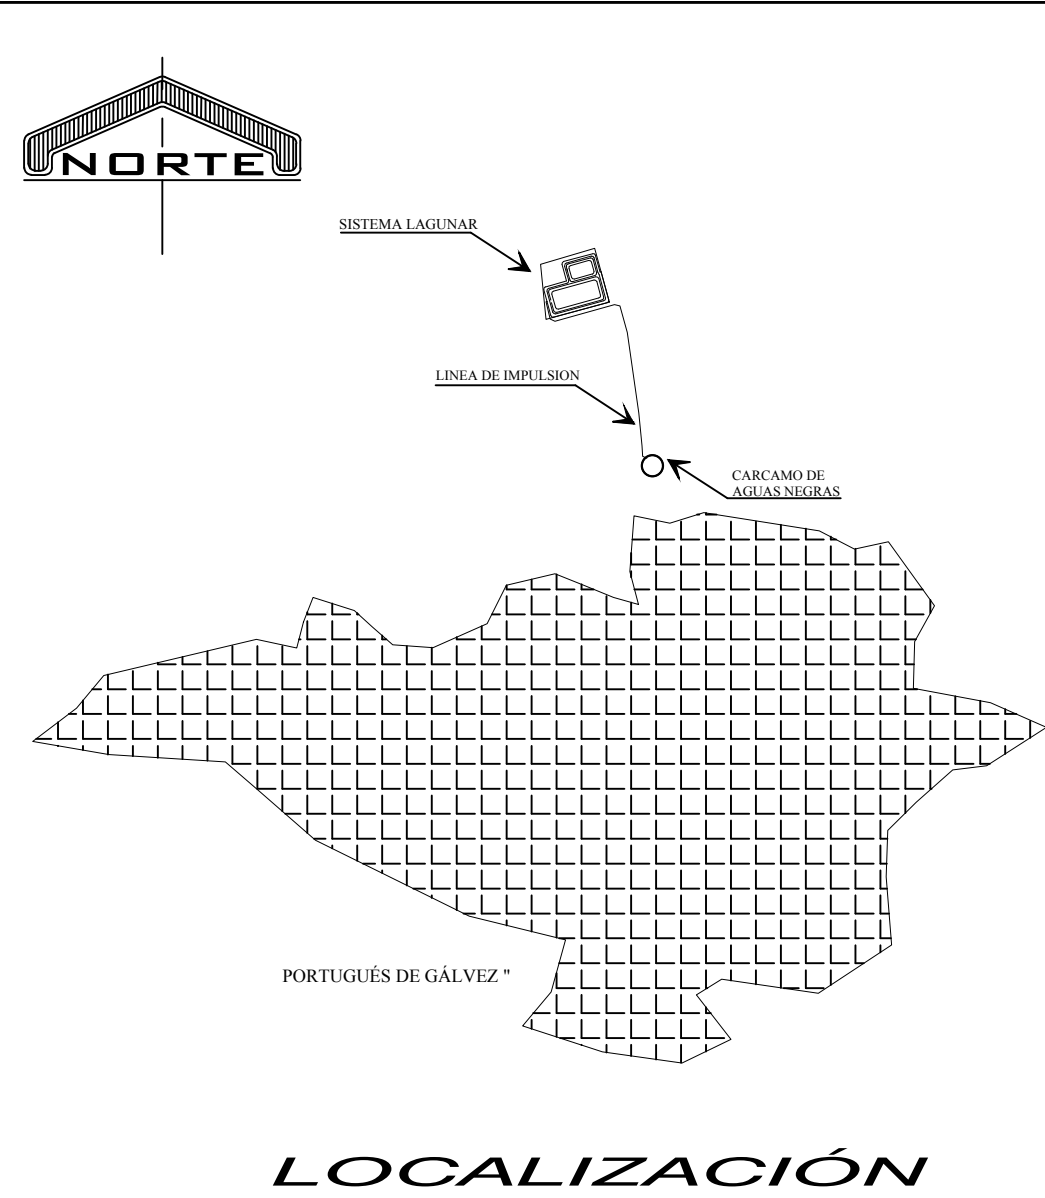 NORTE
SISTEMA LAGUNAR
LINEA DE IMPULSION
CARCAMO DE
AGUAS NEGRAS
PORTUGUÉS DE GÁLVEZ "
LOCALIZACIÓN